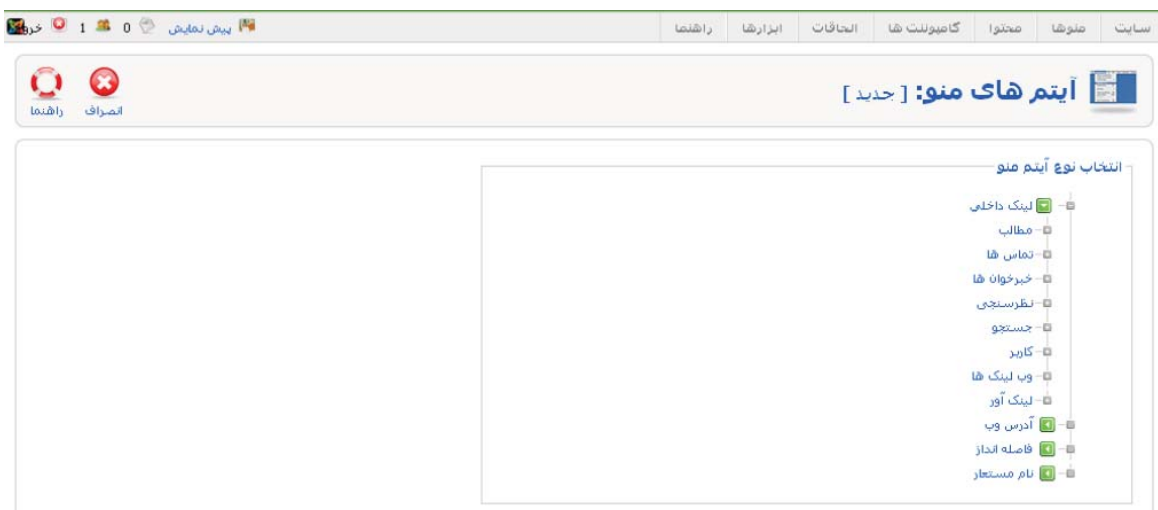 سایت منوها محتوا کامپوننت ها الحاقات ابزارها راهنما پیش نمایش 0 1 خرو
آیتم های منو: [ جدید ]
انصراف راهنما
انتخاب نوع آیتم منو
لینک داخلی
مطالب
تماس ها
خبرخوان ها
نظرسنجی
جستجو
کاربر
وب لینک ها
لینک آور
آدرس وب
فاصله انداز
نام مستعار